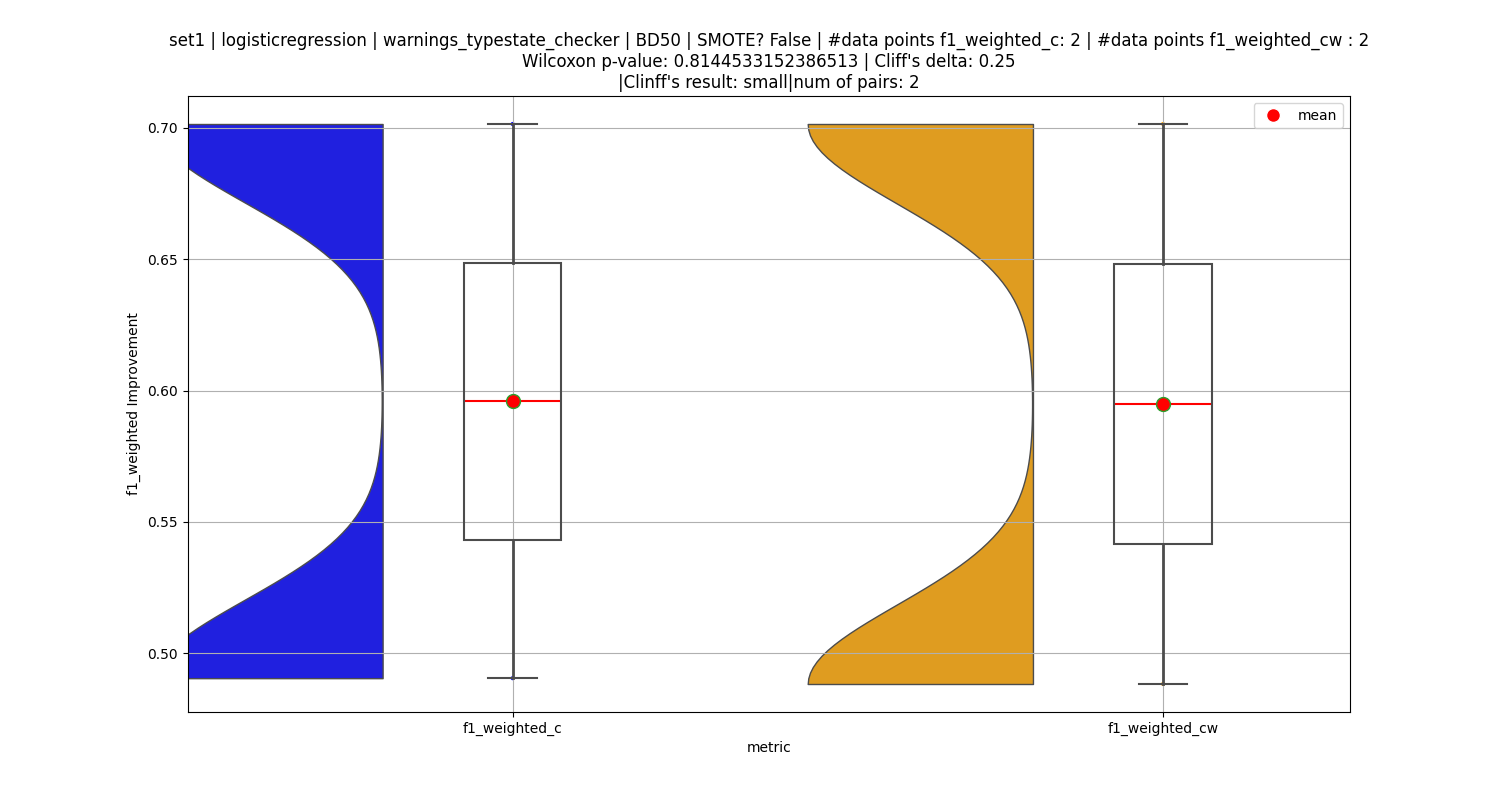 set1 | logisticregression | warnings_typestate_checker | BD50 | SMOTE? False | #data points f1_weighted_c: 2 | #data points f1_weighted_cw : 2
Wilcoxon p-value: 0.8144533152386513 | Cliff's delta: 0.25
|Clinff's result: small|num of pairs: 2
mean
0.70
0.65
0.60
0.55
0.50
f1_weighted Improvement
f1_weighted_c
f1_weighted_cw
metric